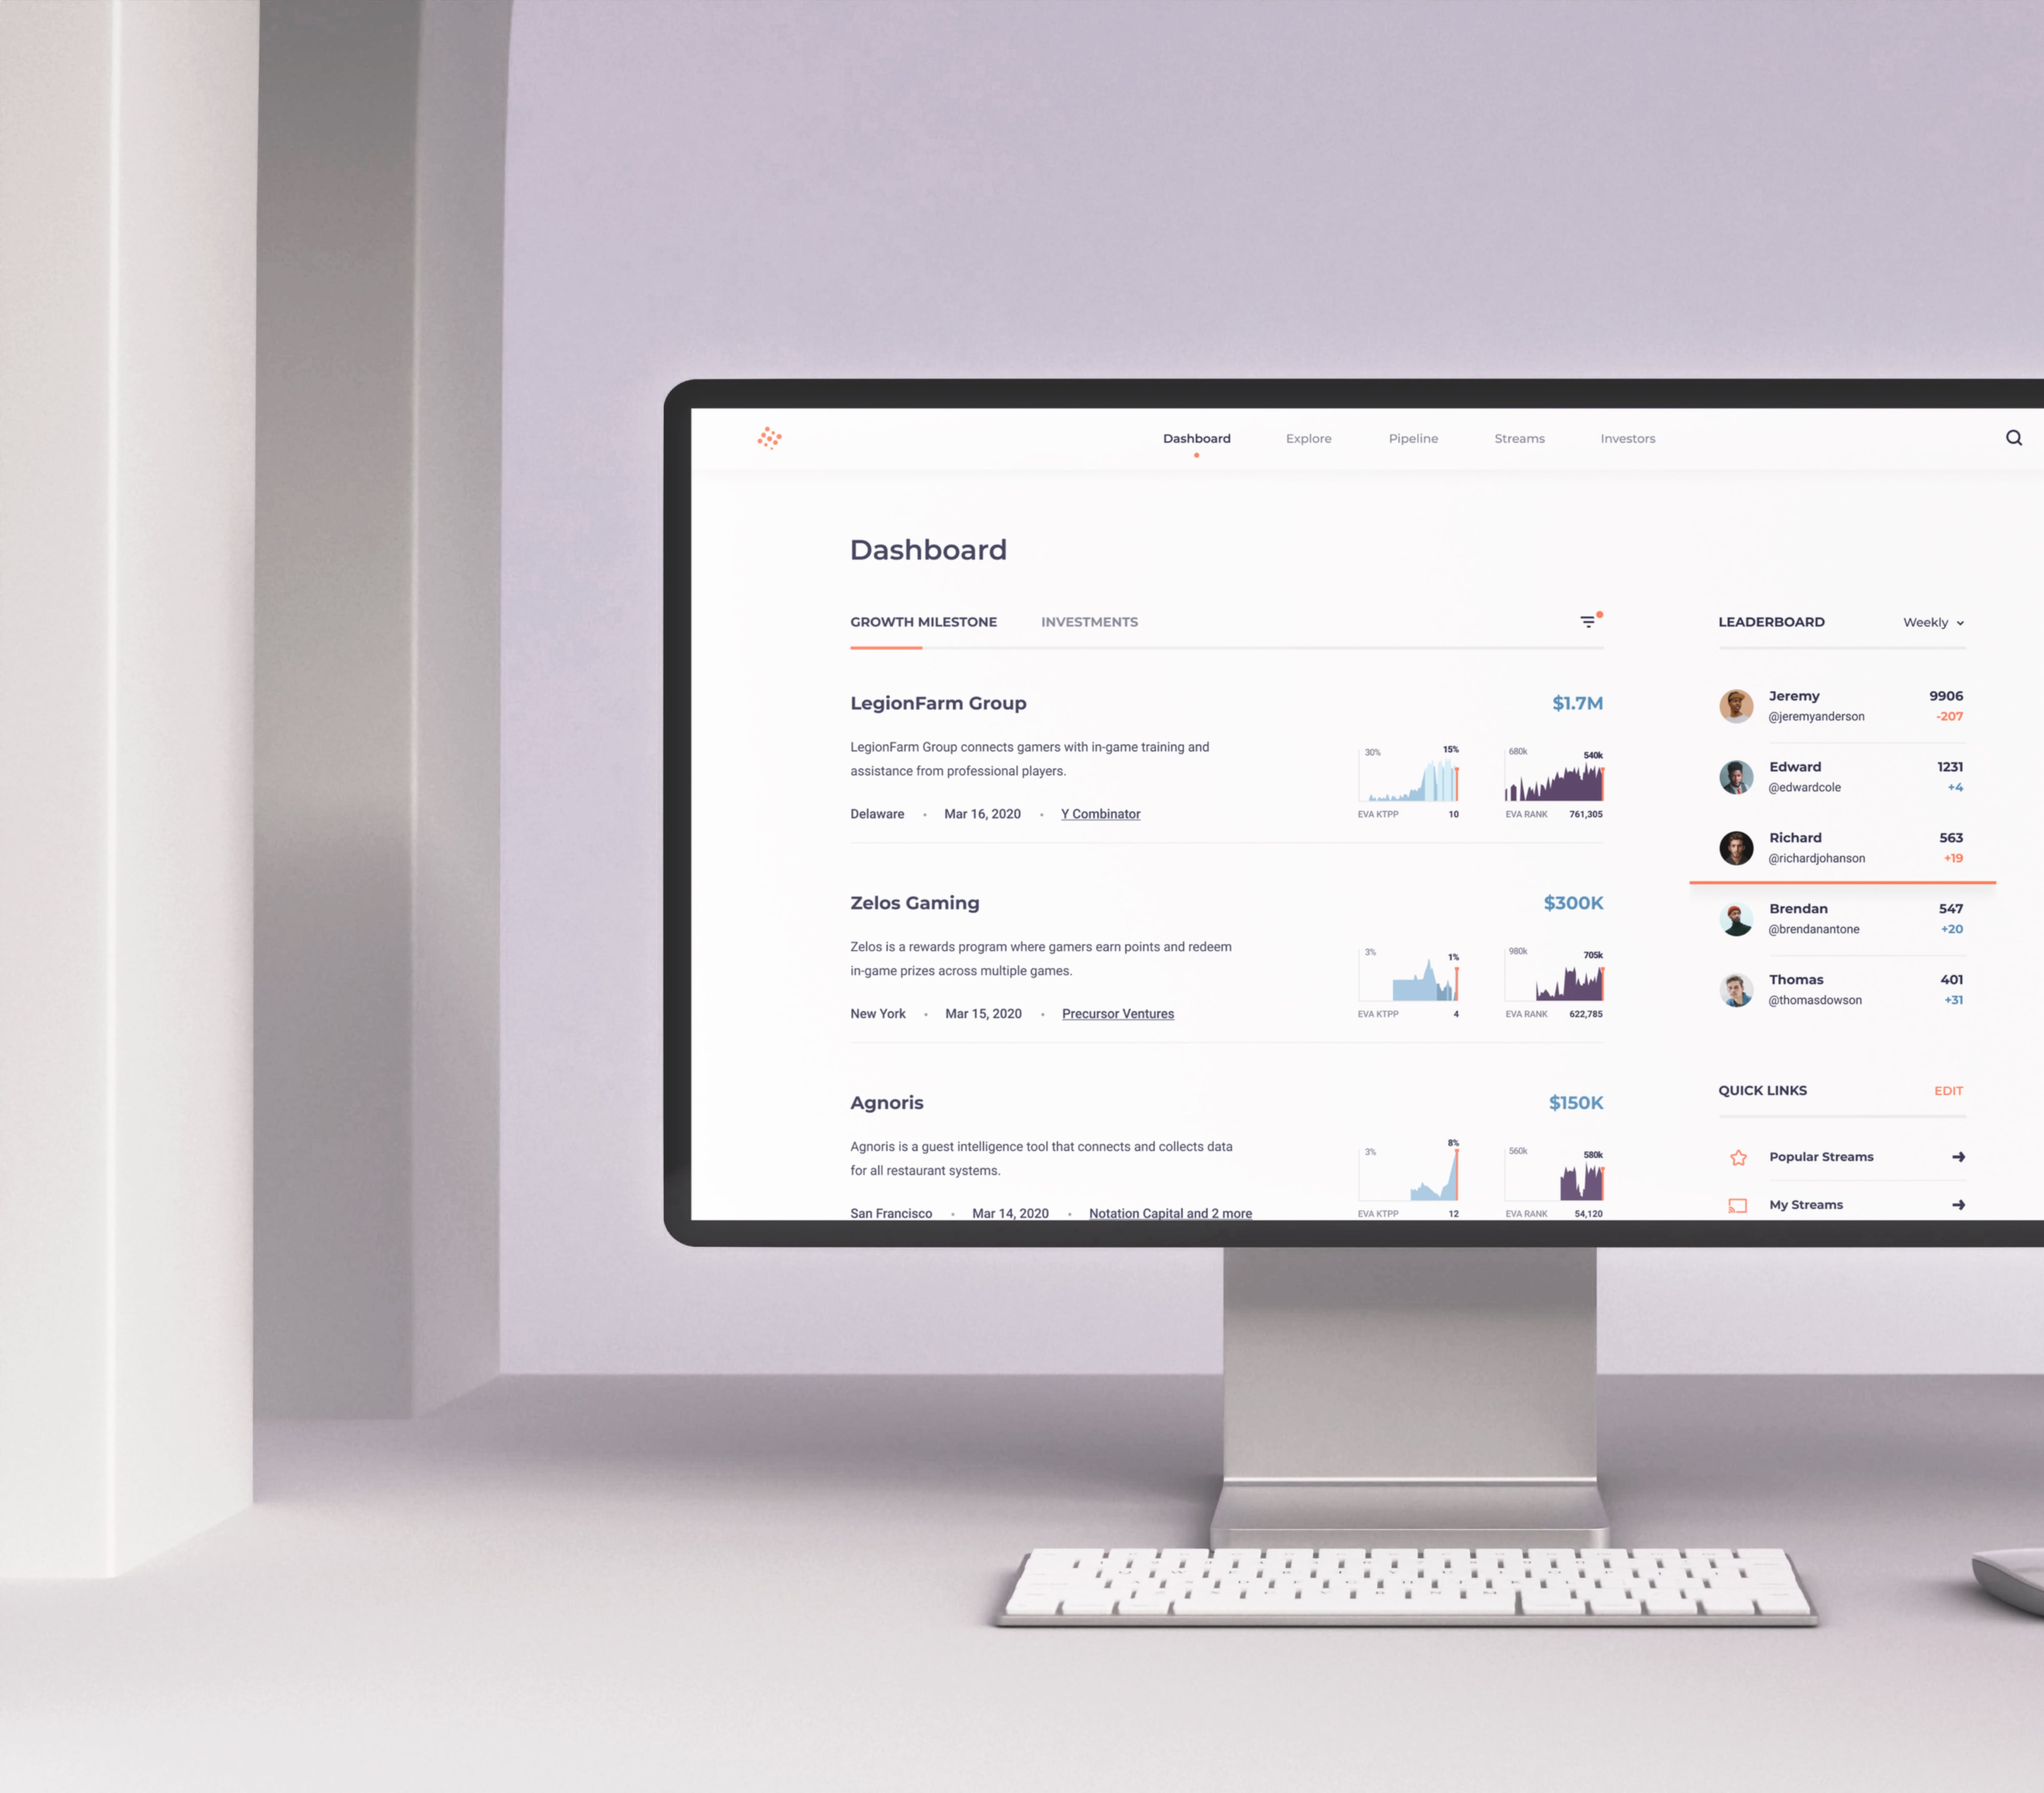 Dashboard Explore Pipeline Streams Investors
Dashboard
GROWTH MILESTONE INVESTMENTS
LegionFarm Group $1.7M
LegionFarm Group connects gamers with in-game training and
assistance from professional players.
30% 15% 680k 540k
Delaware • Mar 16, 2020 • Y Combinator
EVA KTPP 10 EVA RANK 761,305
Zelos Gaming $300K
Zelos is a rewards program where gamers earn points and redeem
in-game prizes across multiple games.
3% 1% 980k 705k
New York • Mar 15, 2020 • Precursor Ventures
EVA KTPP 4 EVA RANK 622,785
Agnoris $150K
Agnoris is a guest intelligence tool that connects and collects data
for all restaurant systems.
3% 8% 560k 580k
San Francisco • Mar 14, 2020 • Notation Capital and 2 more
EVA KTPP 12 EVA RANK 54,120
LEADERBOARD Weekly
Jeremy 9906
@jeremyanderson -207
Edward 1231
@edwardcole +4
Richard 563
@richardjohanson +19
Brendan 547
@brendanantone +20
Thomas 401
@thomasdowson +31
QUICK LINKS EDIT
Popular Streams
My Streams